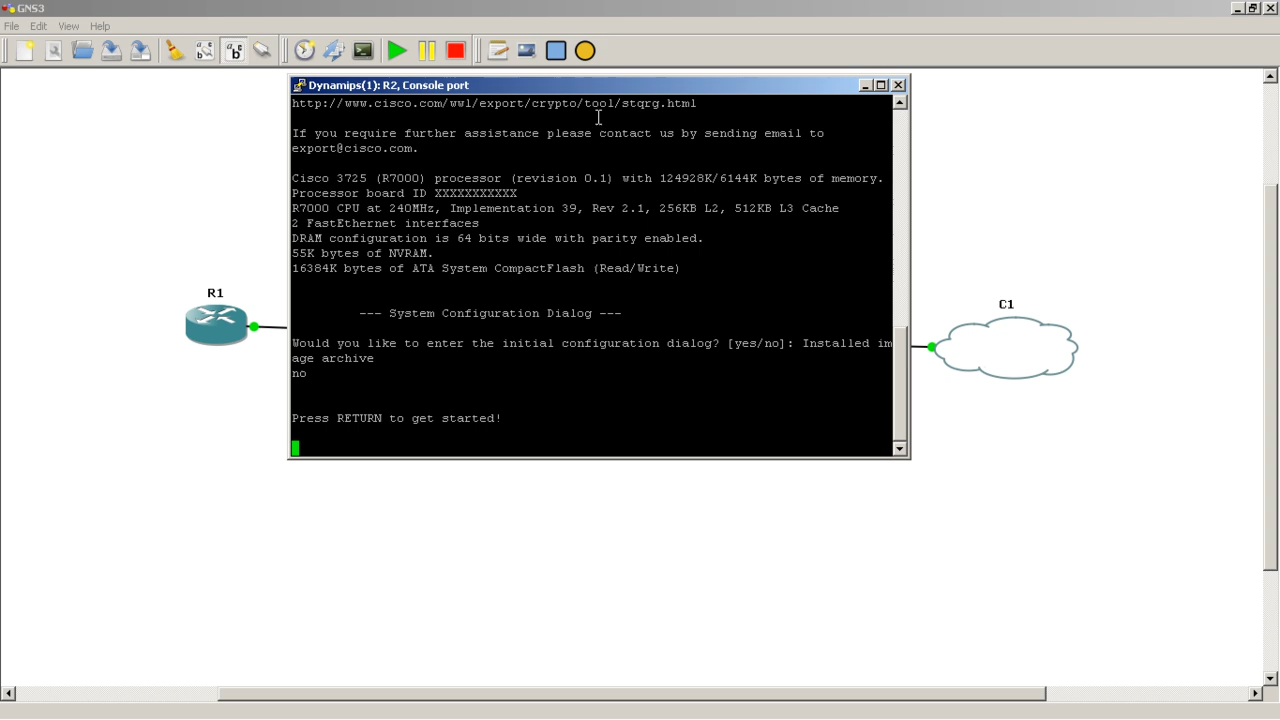 GNS3
File Edit View Help
Dynamips(1): R2, Console port
http://www.cisco.com/wwl/export/crypto/tool/stqrg.html
If you require further assistance please contact us by sending email to
export@cisco.com.
Cisco 3725 (R7000) processor (revision 0.1) with 124928K/6144K bytes of memory.
Processor board ID XXXXXXXXXXX
R7000 CPU at 240MHz, Implementation 39, Rev 2.1, 256KB L2, 512KB L3 Cache
2 FastEthernet interfaces
DRAM configuration is 64 bits wide with parity enabled.
55K bytes of NVRAM.
16384K bytes of ATA System CompactFlash (Read/Write)
--- System Configuration Dialog ---
Would you like to enter the initial configuration dialog? [yes/no]: Installed im
age archive
no
Press RETURN to get started!
R1
C1